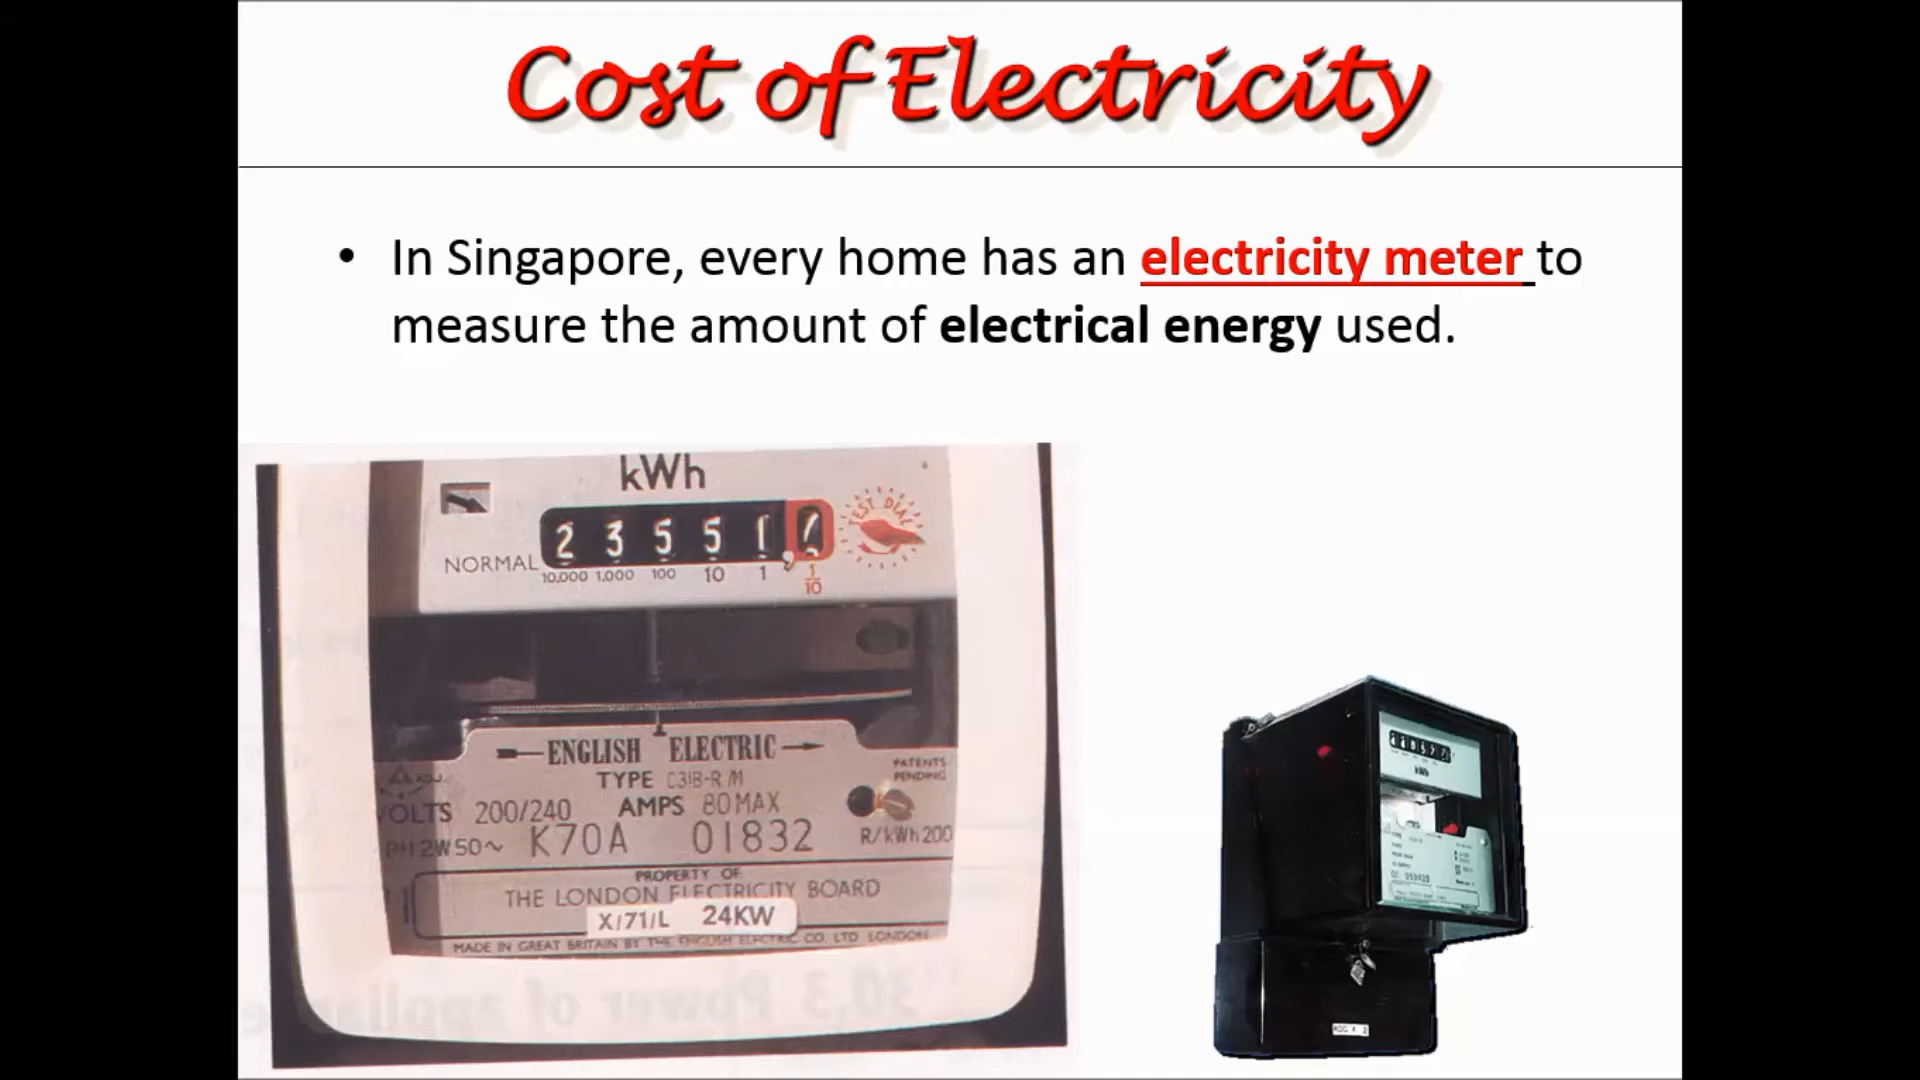 Cost of Electricity
• In Singapore, every home has an electricity meter to
measure the amount of electrical energy used.
kWh
NORMAL
2 3 5 5 1
10,000 1,000 100 10 1 1/10
TEST DIAL
ENGLISH ELECTRIC
TYPE C31B-R/M
PATENTS
PENDING
VOLTS 200/240 AMPS 80 MAX
PH 2W 50~ K70A 01832 R/kWh 200
PROPERTY OF
THE LONDON ELECTRICITY BOARD
X/71/L 24KW
MADE IN GREAT BRITAIN BY THE ENGLISH ELECTRIC CO. LTD. LONDON
kWh